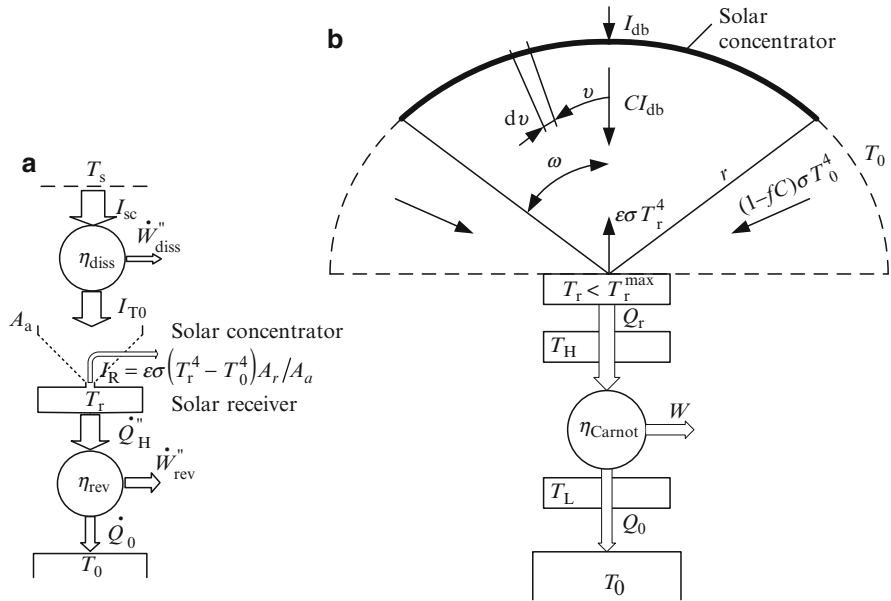 a
T_s
I_sc
Ẇ"_diss
η_diss
I_T0
A_a
Solar concentrator
I_R = εσ(T_r^4 − T_0^4)A_r/A_a
T_r
Solar receiver
Q̇"_H
Ẇ"_rev
η_rev
Q̇_0
T_0
b
I_db
Solar
concentrator
υ
dυ
CI_db
ω
r
T_0
(1−fC)σT_0^4
εσT_r^4
T_r < T_r^max
Q_r
T_H
W
η_Carnot
T_L
Q_0
T_0